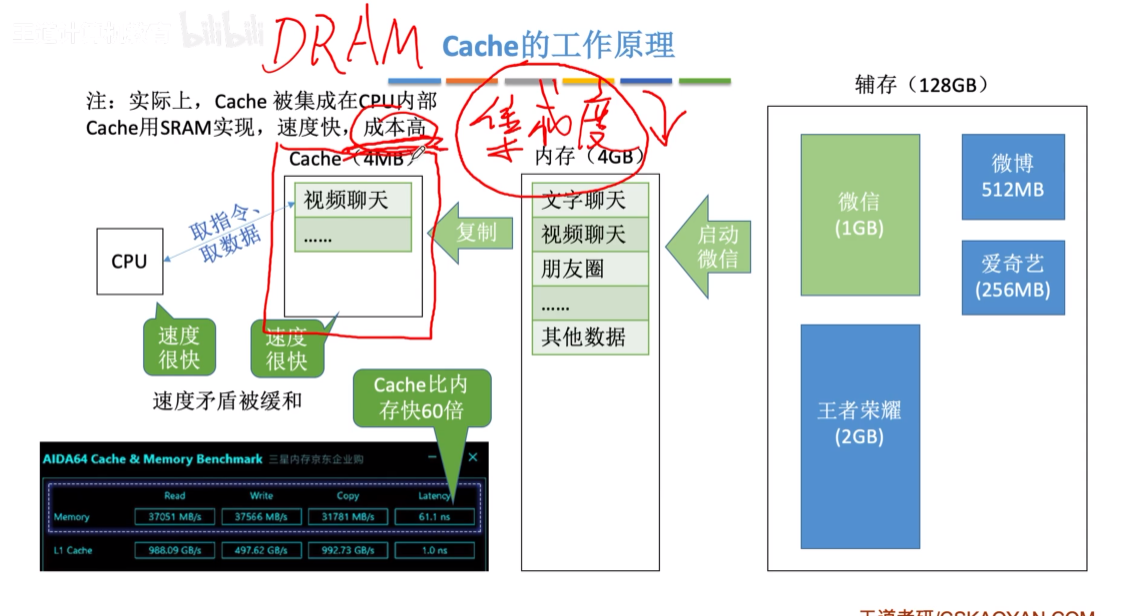 bilibili
DRAM
Cache的工作原理
注：实际上，Cache 被集成在CPU内部
Cache用SRAM实现，速度快，成本高
集成度
Cache（4MB）
视频聊天
……
CPU
取指令、
取数据
复制
速度
很快
速度
很快
速度矛盾被缓和
Cache比内
存快60倍
内存（4GB）
文字聊天
视频聊天
朋友圈
……
其他数据
启动
微信
辅存（128GB）
微信
(1GB)
微博
512MB
爱奇艺
(256MB)
王者荣耀
(2GB)
AIDA64 Cache & Memory Benchmark 三星内存京东企业购
Read Write Copy Latency
Memory 37051 MB/s 37566 MB/s 31781 MB/s 61.1 ns
L1 Cache 988.09 GB/s 497.62 GB/s 992.73 GB/s 1.0 ns
王道考研/CSKAOYAN.COM